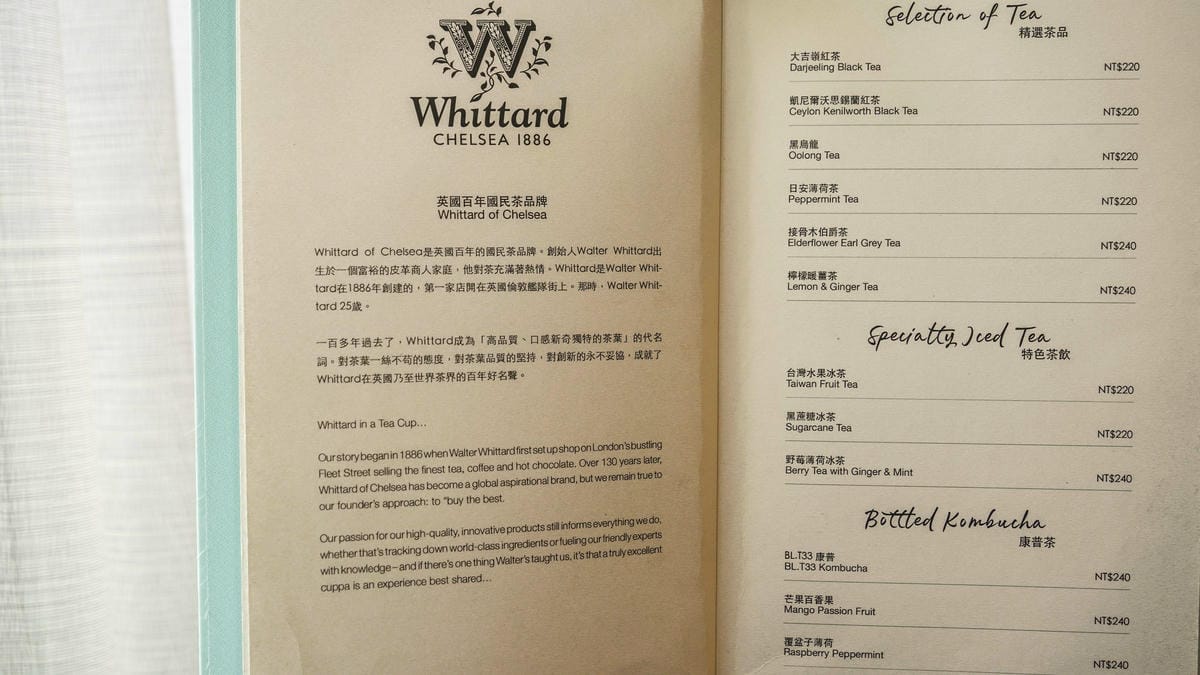 W
Whittard
CHELSEA 1886
英國百年國民茶品牌
Whittard of Chelsea
Whittard of Chelsea是英國百年的國民茶品牌。創始人Walter Whittard出
生於一個富裕的皮革商人家庭，他對茶充滿著熱情。Whittard是Walter Whit-
tard在1886年創建的，第一家店開在英國倫敦艦隊街上。那時，Walter Whit-
tard 25歲。
一百多年過去了，Whittard成為「高品質、口感新奇獨特的茶葉」的代名
詞。對茶葉一絲不苟的態度，對茶葉品質的堅持，對創新的永不妥協，成就了
Whittard在英國乃至世界茶界的百年好名聲。
Whittard in a Tea Cup...
Our story began in 1886 when Walter Whittard first set up shop on London's bustling
Fleet Street selling the finest tea, coffee and hot chocolate. Over 130 years later,
Whittard of Chelsea has become a global aspirational brand, but we remain true to
our founder's approach: to "buy the best.
Our passion for our high-quality, innovative products still informs everything we do,
whether that's tracking down world-class ingredients or fueling our friendly experts
with knowledge – and if there's one thing Walter's taught us, it's that a truly excellent
cuppa is an experience best shared...
Selection of Tea
精選茶品
大吉嶺紅茶
Darjeeling Black Tea NT$220
凱尼爾沃思錫蘭紅茶
Ceylon Kenilworth Black Tea NT$220
黑烏龍
Oolong Tea NT$220
日安薄荷茶
Peppermint Tea NT$220
接骨木伯爵茶
Elderflower Earl Grey Tea NT$240
檸檬暖薑茶
Lemon & Ginger Tea NT$240
Specialty Iced Tea
特色茶飲
台灣水果冰茶
Taiwan Fruit Tea NT$220
黑蔗糖冰茶
Sugarcane Tea NT$220
野莓薄荷冰茶
Berry Tea with Ginger & Mint NT$240
Bottled Kombucha
康普茶
BL.T33 康普
BL.T33 Kombucha NT$240
芒果百香果
Mango Passion Fruit NT$240
覆盆子薄荷
Raspberry Peppermint NT$240